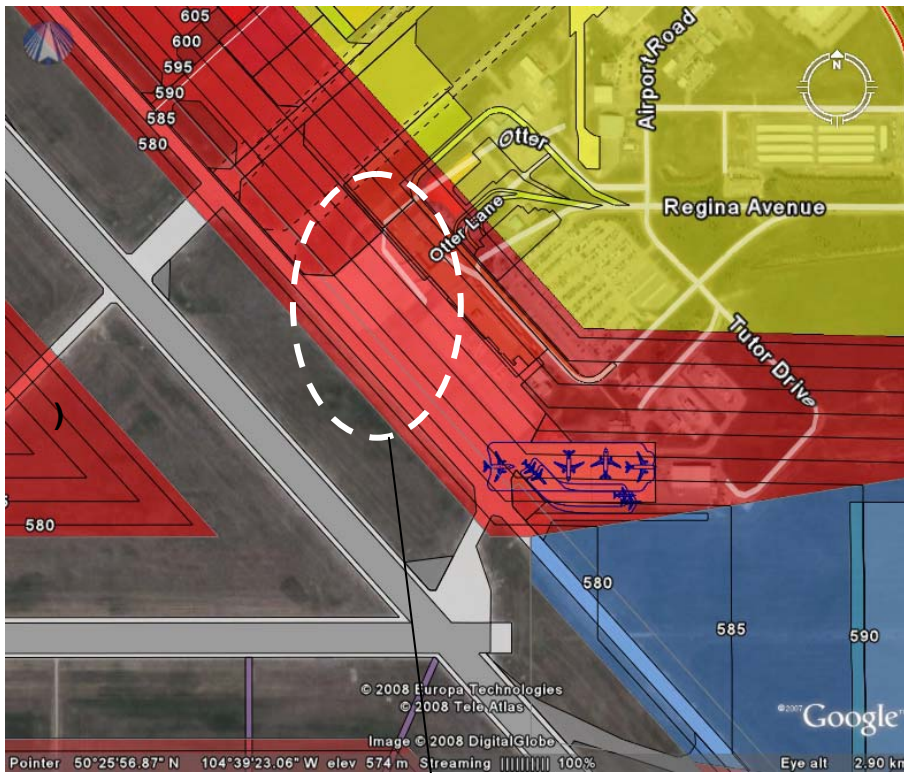 605
600
595
590
585
580
N
Airport Road
Otter
Otter Lane
Regina Avenue
Tutor Drive
)
580
580
585
590
© 2008 Europa Technologies
© 2008 Tele Atlas
Image © 2008 DigitalGlobe
©2007 Google™
Pointer 50°25'56.87" N 104°39'23.06" W elev 574 m Streaming ||||||||| 100% Eye alt 2.90 km